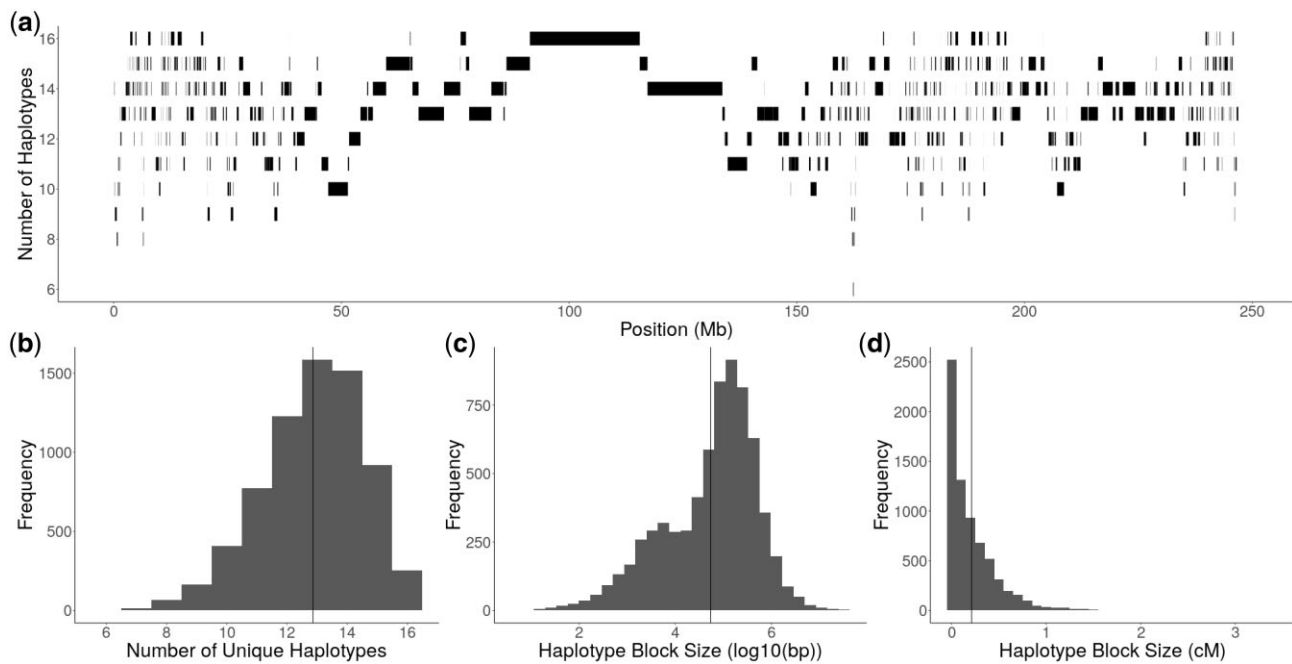 (a)
Number of Haplotypes
16
14
12
10
8
6
0 50 100 150 200 250
Position (Mb)
(b)
Frequency
1500
1000
500
0
6 8 10 12 14 16
Number of Unique Haplotypes
(c)
Frequency
750
500
250
0
2 4 6
Haplotype Block Size (log10(bp))
(d)
Frequency
2500
2000
1500
1000
500
0
0 1 2 3
Haplotype Block Size (cM)